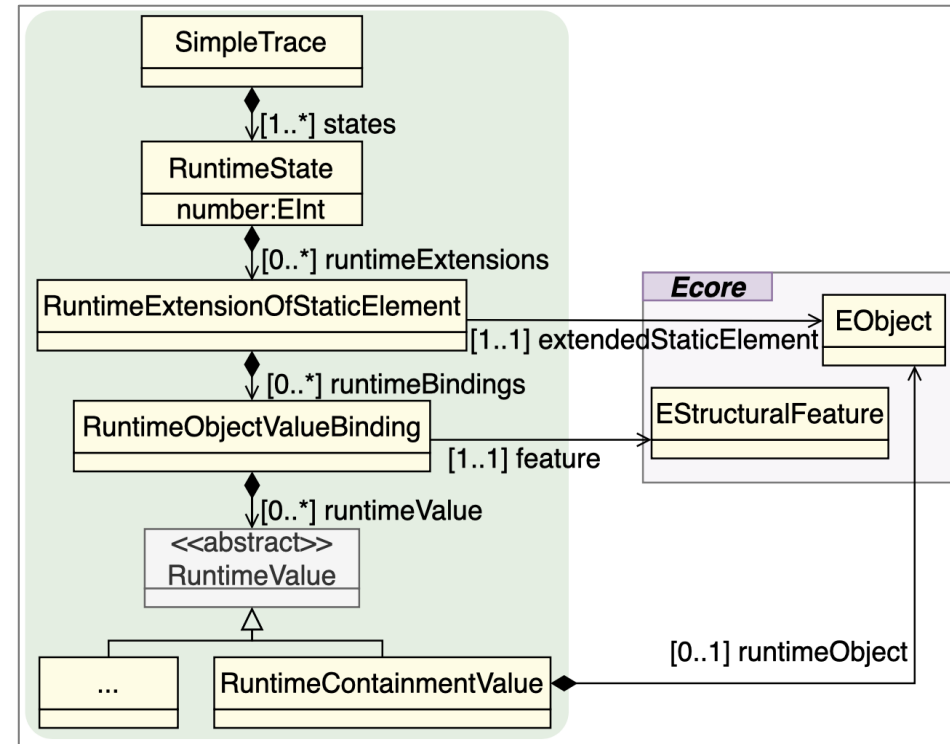 SimpleTrace
[1..*] states
RuntimeState
number:EInt
[0..*] runtimeExtensions
RuntimeExtensionOfStaticElement
[1..1] extendedStaticElement
Ecore
EObject
[0..*] runtimeBindings
RuntimeObjectValueBinding
[1..1] feature
EStructuralFeature
[0..*] runtimeValue
<<abstract>>
RuntimeValue
[0..1] runtimeObject
...
RuntimeContainmentValue